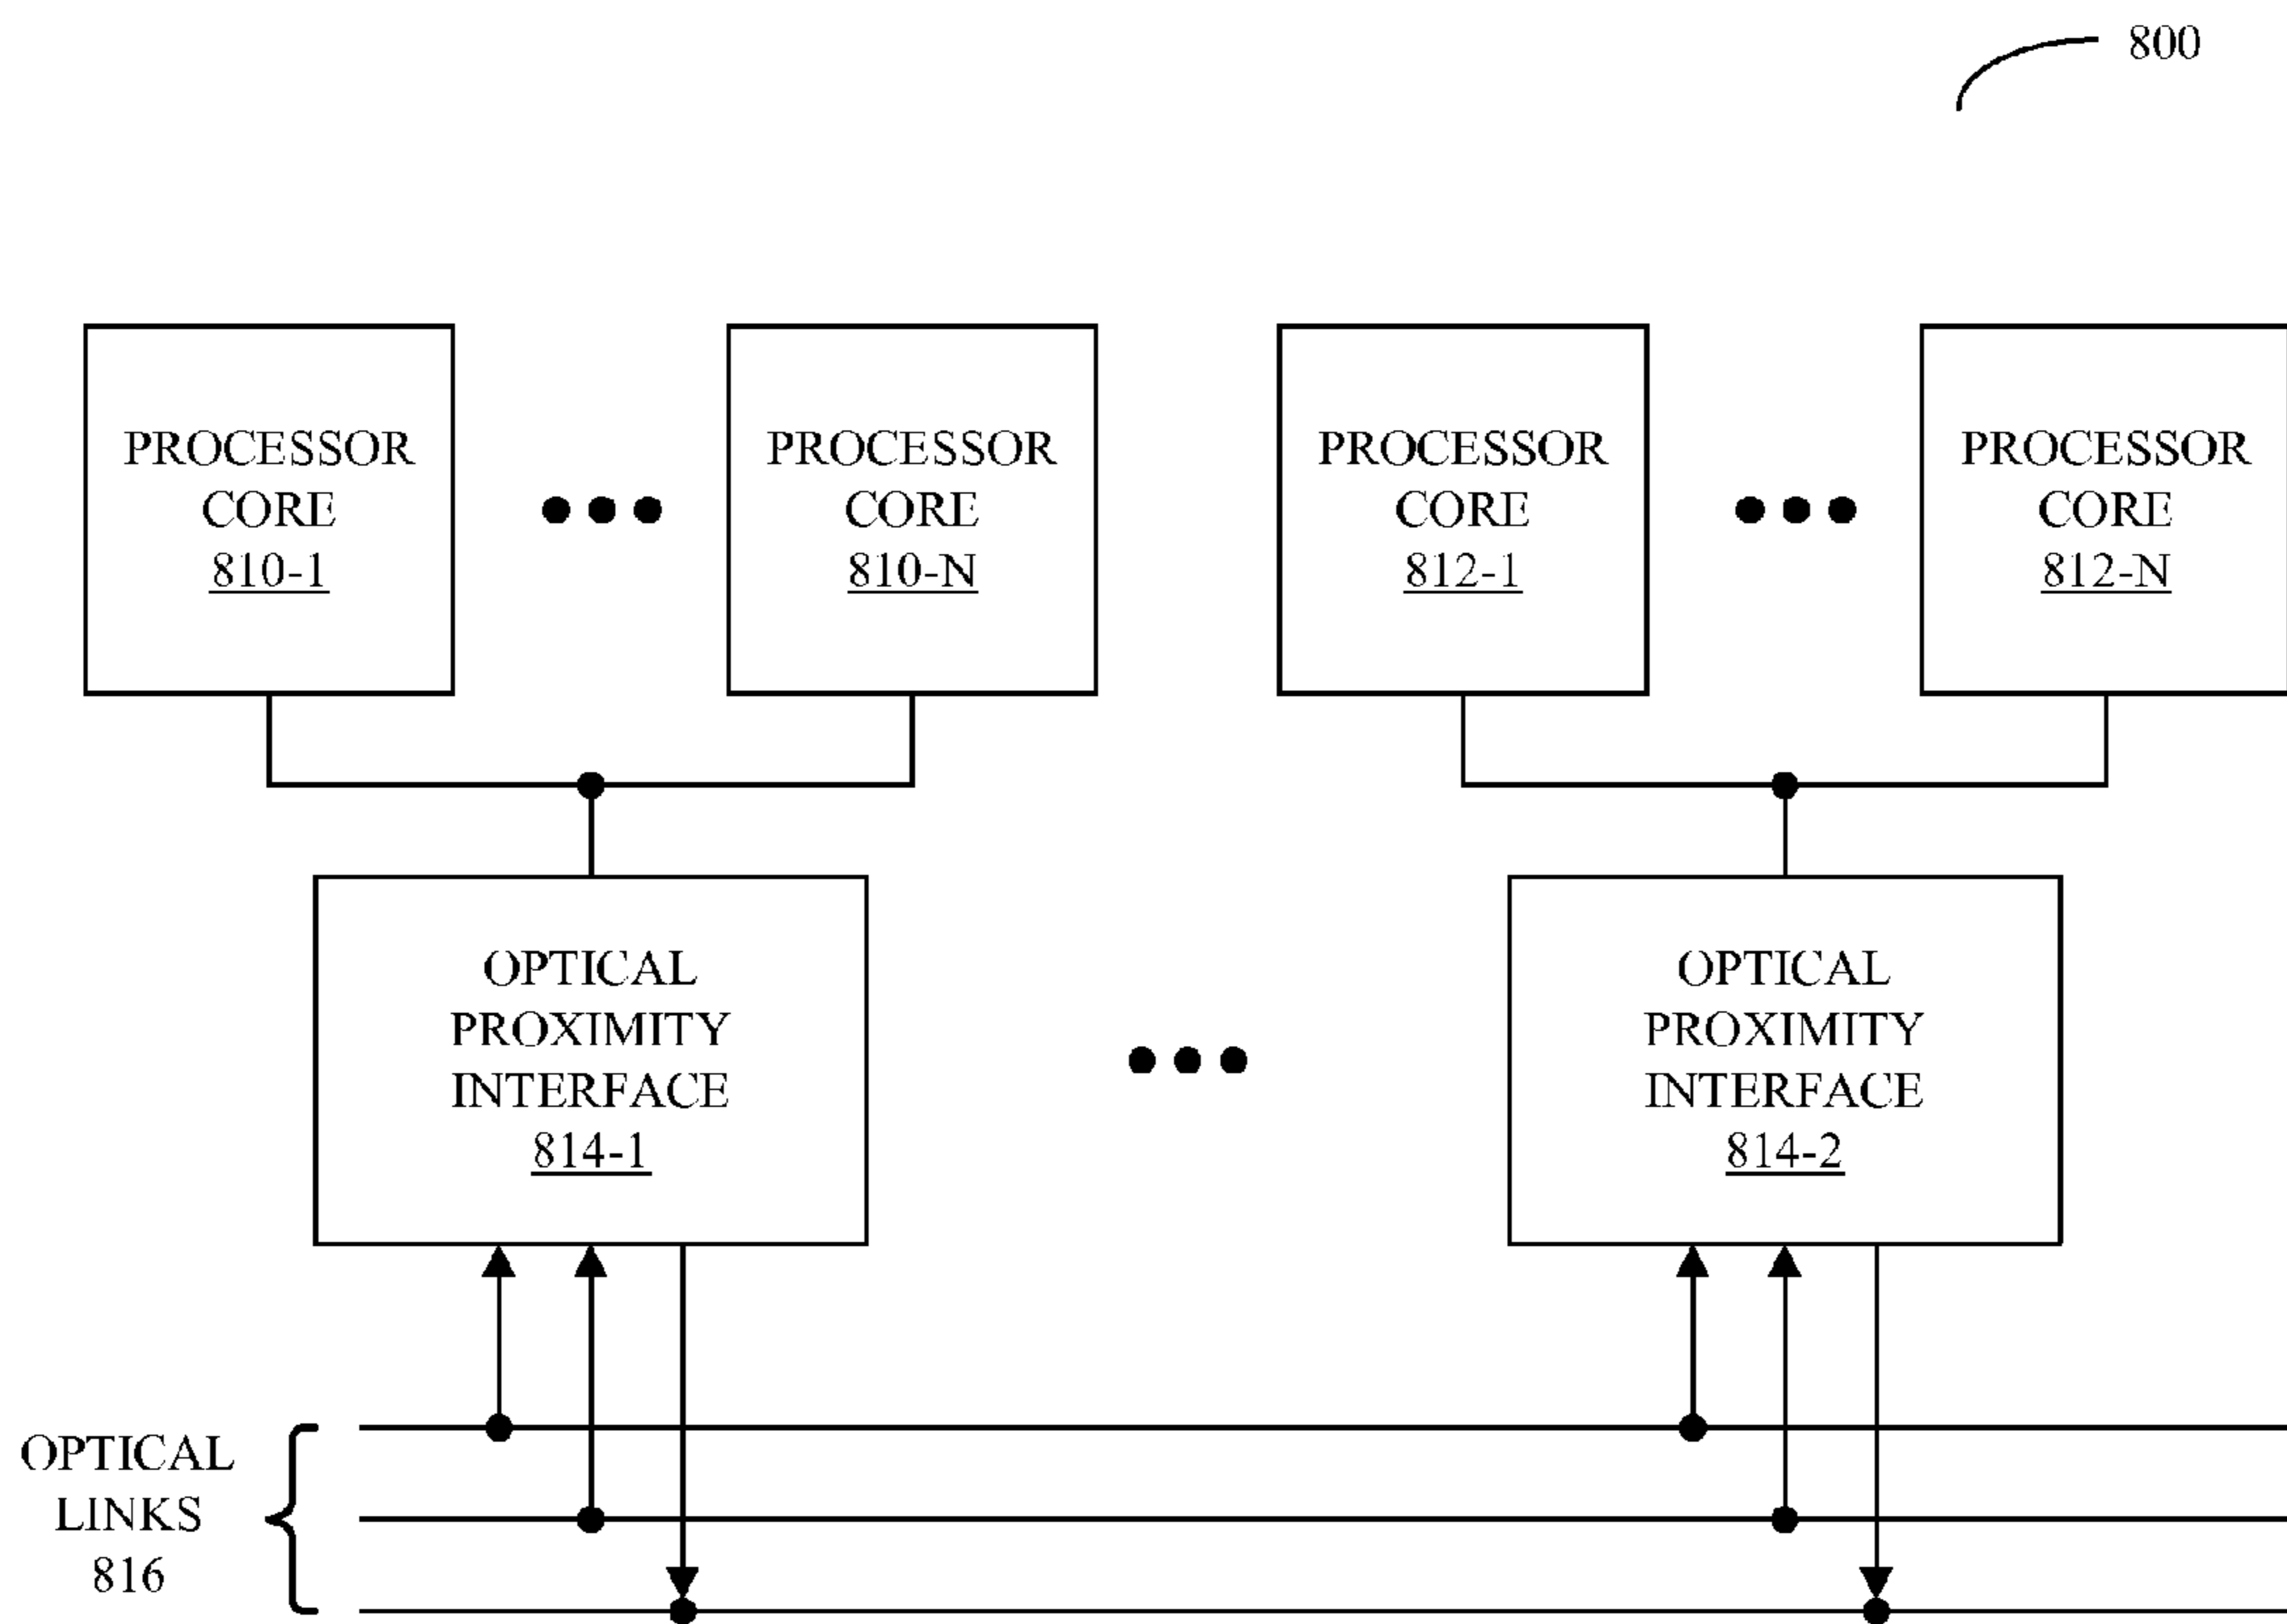 800
PROCESSOR
CORE
810-1
PROCESSOR
CORE
810-N
PROCESSOR
CORE
812-1
PROCESSOR
CORE
812-N
OPTICAL
PROXIMITY
INTERFACE
814-1
OPTICAL
PROXIMITY
INTERFACE
814-2
OPTICAL
LINKS
816